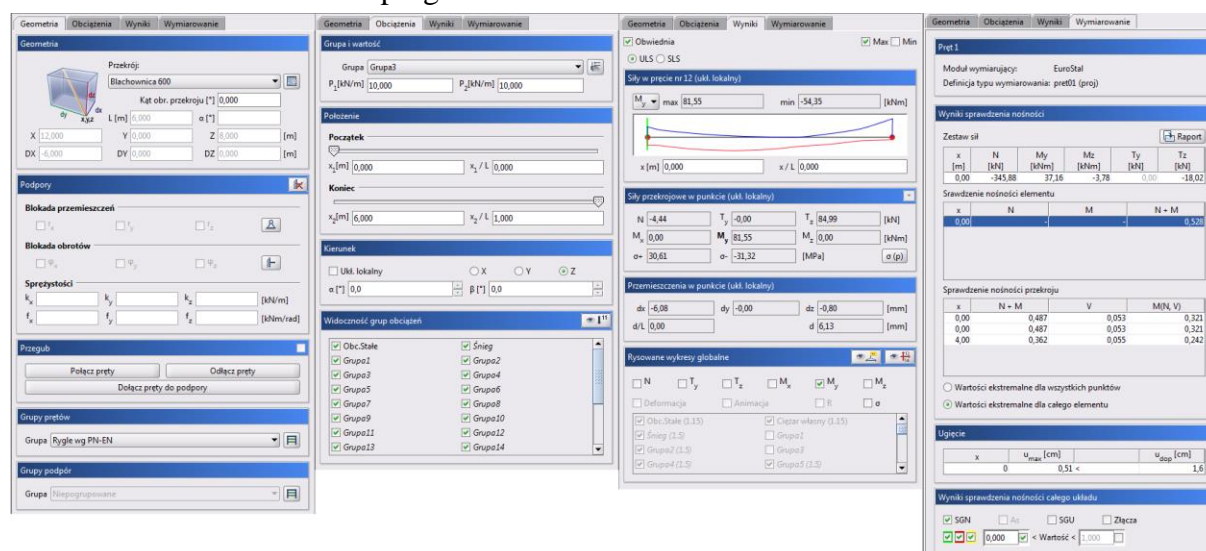 Geometria Obciążenia Wyniki Wymiarowanie
Geometria
Przekrój:
Blachownica 600
Kąt obr. przekroju [°] 0,000
dz
dx
dy
x,y,z
L [m] 6,000 α [°]
X 12,000 Y 0,000 Z 8,000 [m]
DX -6,000 DY 0,000 DZ 0,000 [m]
Podpory
Blokada przemieszczeń
rx ry rz
Blokada obrotów
φx φy φz
Sprężystości
kx ky kz [kN/m]
fx fy fz [kNm/rad]
Przegub
Połącz pręty Odłącz pręty
Dołącz pręty do podpory
Grupy prętów
Grupa Rygle wg PN-EN
Grupy podpór
Grupa Niepogrupowane
Geometria Obciążenia Wyniki Wymiarowanie
Grupa i wartość
Grupa Grupa3
P1[kN/m] 10,000 P2[kN/m] 10,000
Położenie
Początek
x1[m] 0,000 x1 / L 0,000
Koniec
x2[m] 6,000 x2 / L 1,000
Kierunek
Ukł. lokalny X Y Z
α [°] 0,0 β [°] 0,0
Widoczność grup obciążeń
Obc.Stałe Śnieg
Grupa1 Grupa2
Grupa3 Grupa4
Grupa5 Grupa6
Grupa7 Grupa8
Grupa9 Grupa10
Grupa11 Grupa12
Grupa13 Grupa14
Geometria Obciążenia Wyniki Wymiarowanie
Obwiednia Max Min
ULS SLS
Siły w pręcie nr 12 (ukł. lokalny)
My max 81,55 min -54,35 [kNm]
x [m] 0,000 x / L 0,000
Siły przekrojowe w punkcie (ukł. lokalny)
N -4,44 Ty -0,00 Tz 84,99 [kN]
Mx 0,00 My 81,55 Mz 0,00 [kNm]
σ+ 30,61 σ- -31,32 [MPa] σ (p)
Przemieszczenia w punkcie (ukł. lokalny)
dx -6,08 dy -0,00 dz -0,80 [mm]
d/L 0,00 d 6,13 [mm]
Rysowane wykresy globalne
N Ty Tz Mx My Mz
Deformacja Animacja R σ
Obc.Stałe (1.15) Ciężar własny (1.15)
Śnieg (1.5) Grupa1
Grupa2 (1.5) Grupa3
Grupa4 (1.5) Grupa5 (1.5)
Geometria Obciążenia Wyniki Wymiarowanie
Pręt 1
Moduł wymiarujący: EuroStal
Definicja typu wymiarowania: pret01 (proj)
Wyniki sprawdzenia nośności
Zestaw sił Raport
x N My Mz Ty Tz
[m] [kN] [kNm] [kNm] [kN] [kN]
0,00 -345,88 37,16 -3,78 0,00 -18,02
Srawdzenie nośności elementu
x N M N + M
0,00 - - 0,528
Sprawdzenie nośności przekroju
x N + M V M(N, V)
0,00 0,487 0,053 0,321
0,00 0,487 0,053 0,321
4,00 0,362 0,055 0,242
Wartości ekstremalne dla wszystkich punktów
Wartości ekstremalne dla całego elementu
Ugięcie
x umax [cm] udop [cm]
0 0,51 < 1,6
Wyniki sprawdzenia nośności całego układu
SGN As SGU Złącza
0,000 < Wartość < 1,000